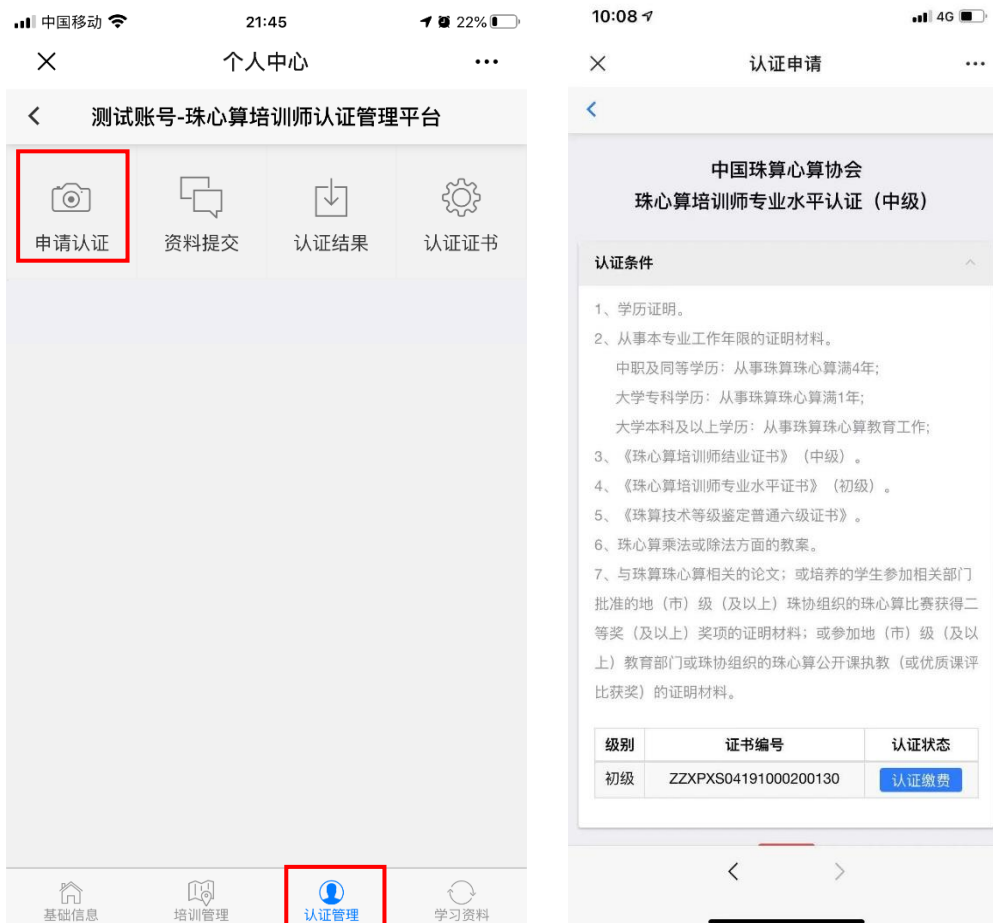 中国移动 21:45 22%
个人中心
测试账号-珠心算培训师认证管理平台
申请认证 资料提交 认证结果 认证证书
基础信息 培训管理 认证管理 学习资料
10:08 4G
认证申请
中国珠算心算协会
珠心算培训师专业水平认证（中级）
认证条件
1、学历证明。
2、从事本专业工作年限的证明材料。
中职及同等学历：从事珠算珠心算满4年;
大学专科学历：从事珠算珠心算满1年;
大学本科及以上学历：从事珠算珠心算教育工作;
3、《珠心算培训师结业证书》（中级）。
4、《珠心算培训师专业水平证书》（初级）。
5、《珠算技术等级鉴定普通六级证书》。
6、珠心算乘法或除法方面的教案。
7、与珠算珠心算相关的论文；或培养的学生参加相关部门
批准的地（市）级（及以上）珠协组织的珠心算比赛获得二
等奖（及以上）奖项的证明材料；或参加地（市）级（及以
上）教育部门或珠协组织的珠心算公开课执教（或优质课评
比获奖）的证明材料。
级别 证书编号 认证状态
初级 ZZXPXS04191000200130 认证缴费